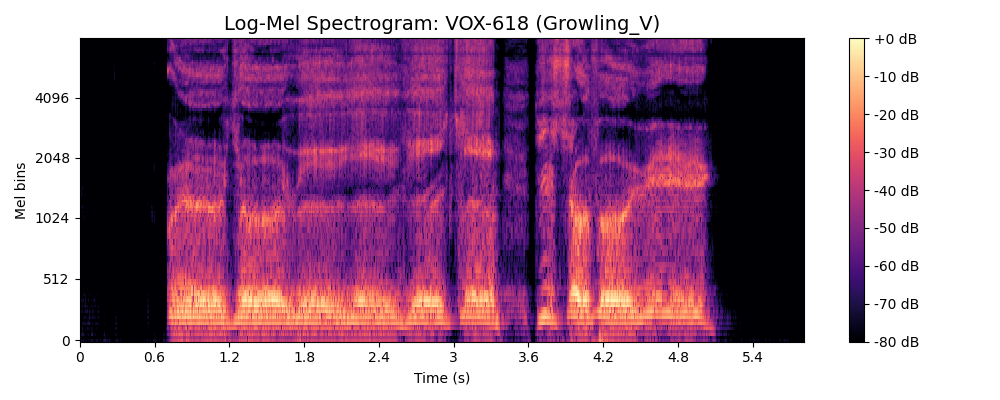 Log-Mel Spectrogram: VOX-618 (Growling_V)
Mel bins
4096
2048
1024
512
0
0 0.6 1.2 1.8 2.4 3 3.6 4.2 4.8 5.4
Time (s)
+0 dB
-10 dB
-20 dB
-30 dB
-40 dB
-50 dB
-60 dB
-70 dB
-80 dB